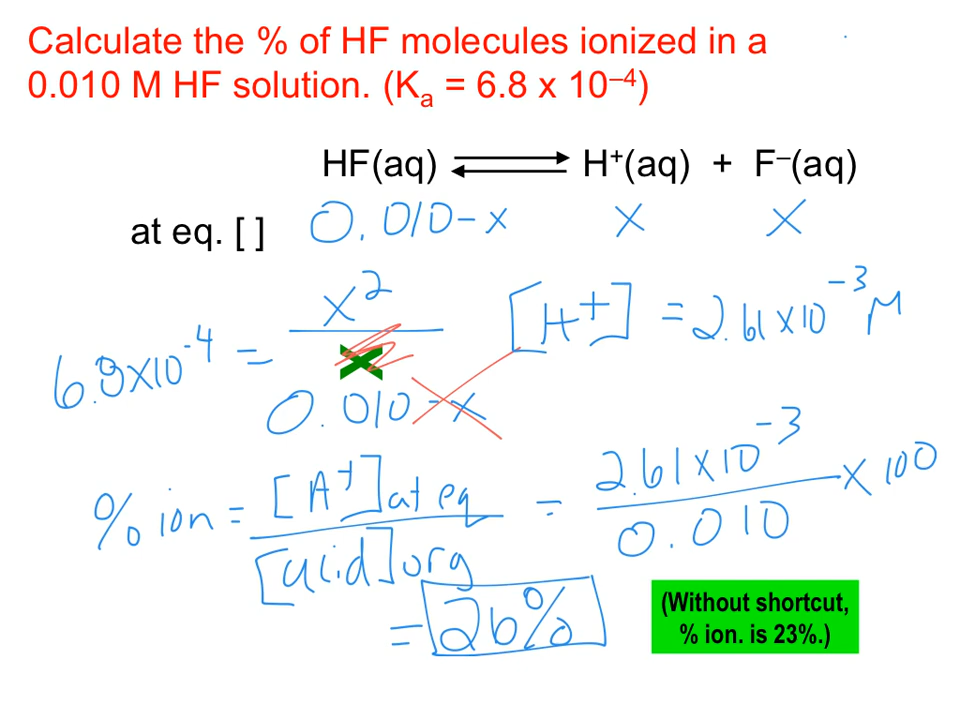 Calculate the % of HF molecules ionized in a
0.010 M HF solution. (Kₐ = 6.8 x 10⁻⁴)
HF(aq) ⇌ H⁺(aq) + F⁻(aq)
at eq. [ ] 0.010-x x x
6.8x10⁻⁴ = x² / 0.010 - x
[H+] = 2.61x10⁻³ M
% ion = [H+] at eq / [acid] org = 2.61x10⁻³ / 0.010 x 100
= 26%
(Without shortcut,
% ion. is 23%.)